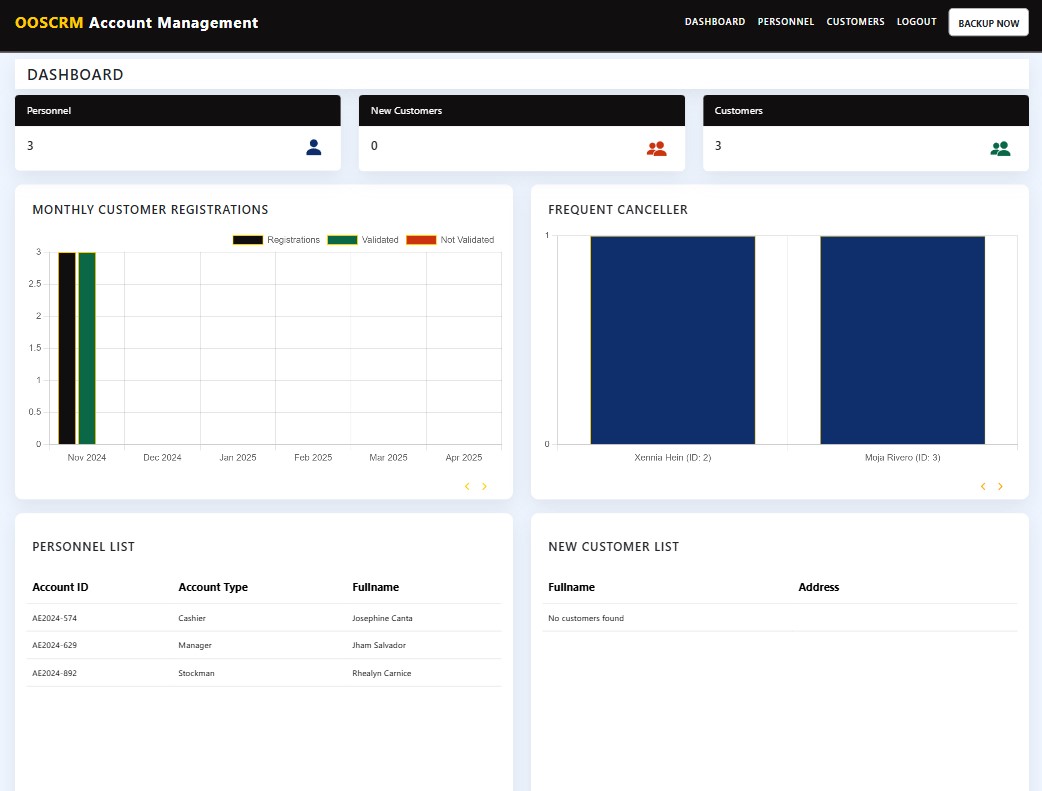 OOSCRM Account Management
DASHBOARD PERSONNEL CUSTOMERS LOGOUT BACKUP NOW
DASHBOARD
Personnel
3
New Customers
0
Customers
3
MONTHLY CUSTOMER REGISTRATIONS
Registrations Validated Not Validated
3
2.5
2
1.5
1
0.5
0
Nov 2024 Dec 2024 Jan 2025 Feb 2025 Mar 2025 Apr 2025
FREQUENT CANCELLER
1
0
Xennia Hein (ID: 2) Moja Rivero (ID: 3)
PERSONNEL LIST
Account ID Account Type Fullname
AE2024-574 Cashier Josephine Canta
AE2024-629 Manager Jham Salvador
AE2024-892 Stockman Rhealyn Carnice
NEW CUSTOMER LIST
Fullname Address
No customers found